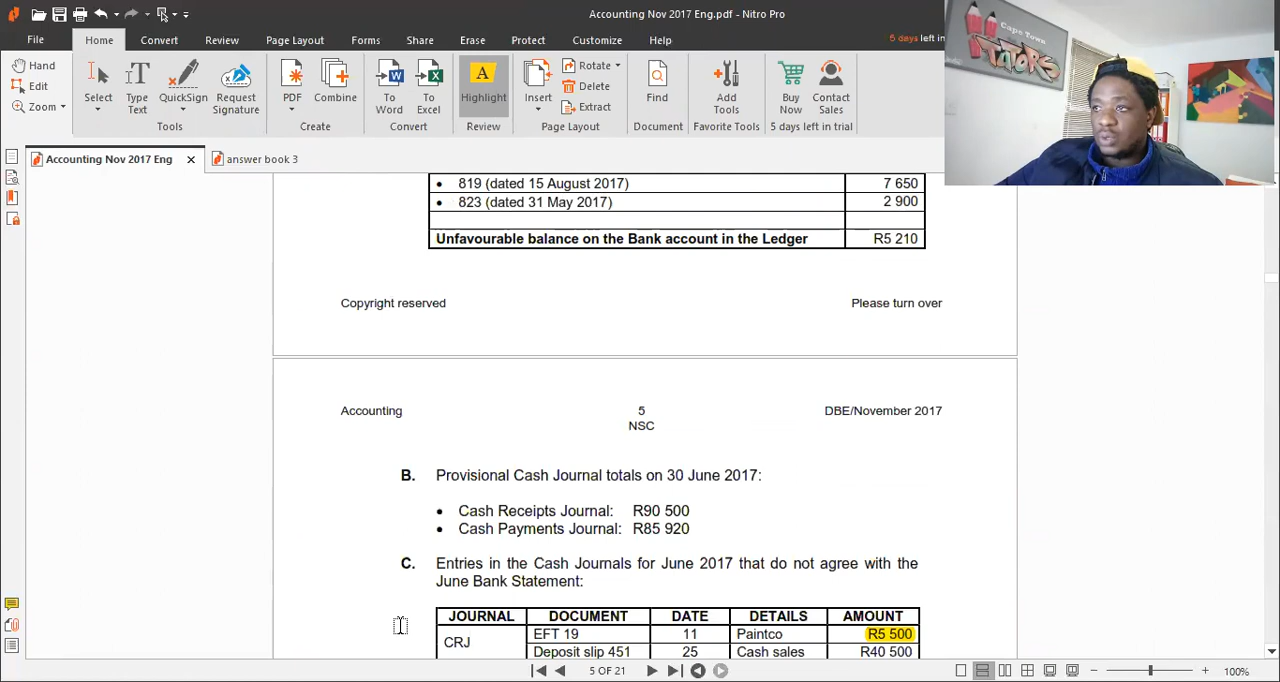 Accounting Nov 2017 Eng.pdf - Nitro Pro
File Home Convert Review Page Layout Forms Share Erase Protect Customize Help
5 days left in
Hand
Edit
Zoom
Select
Type Text
QuickSign
Request Signature
Tools
PDF
Combine
Create
To Word
To Excel
Convert
Highlight
Review
Insert
Rotate
Delete
Extract
Page Layout
Find
Document
Add Tools
Favorite Tools
Buy Now
Contact Sales
5 days left in trial
Cape Town
TUTORS
Accounting Nov 2017 Eng
answer book 3
• 819 (dated 15 August 2017) 7 650
• 823 (dated 31 May 2017) 2 900
Unfavourable balance on the Bank account in the Ledger R5 210
Copyright reserved Please turn over
Accounting 5 DBE/November 2017
NSC
B. Provisional Cash Journal totals on 30 June 2017:
• Cash Receipts Journal: R90 500
• Cash Payments Journal: R85 920
C. Entries in the Cash Journals for June 2017 that do not agree with the
June Bank Statement:
JOURNAL DOCUMENT DATE DETAILS AMOUNT
CRJ EFT 19 11 Paintco R5 500
Deposit slip 451 25 Cash sales R40 500
5 OF 21
100%